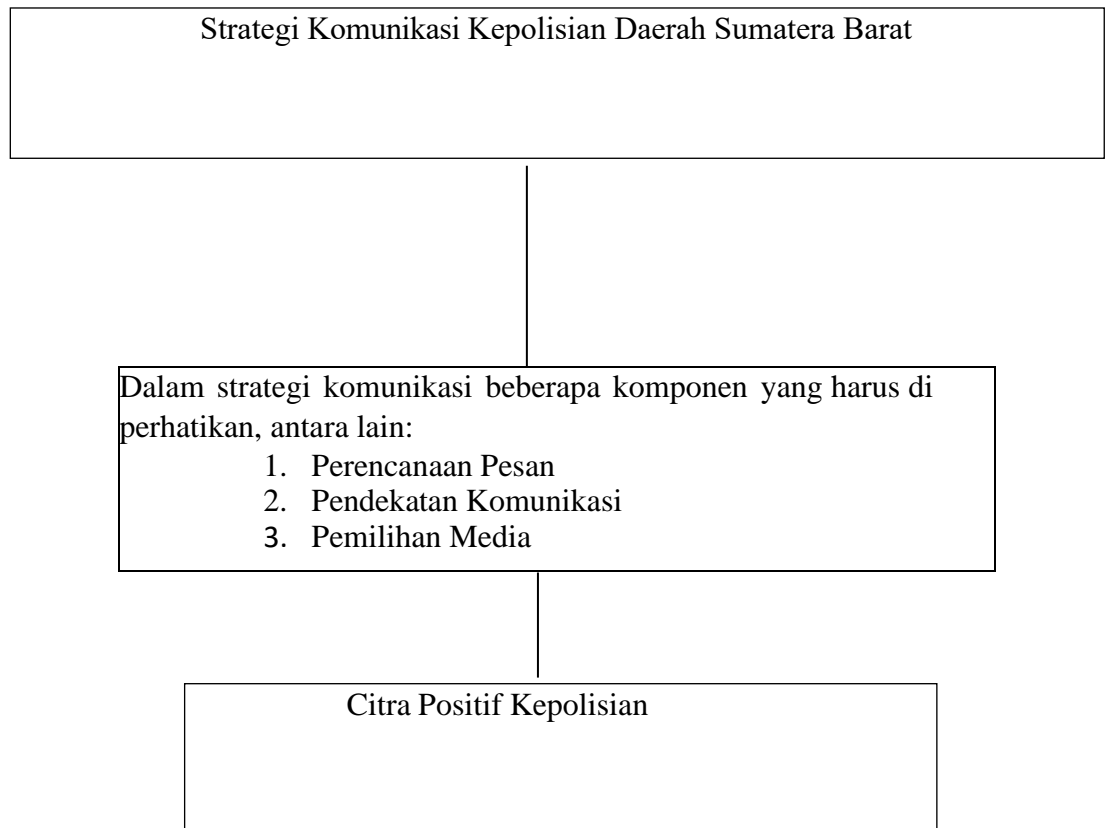 Strategi Komunikasi Kepolisian Daerah Sumatera Barat
Dalam strategi komunikasi beberapa komponen yang harus di
perhatikan, antara lain:
1. Perencanaan Pesan
2. Pendekatan Komunikasi
3. Pemilihan Media
Citra Positif Kepolisian